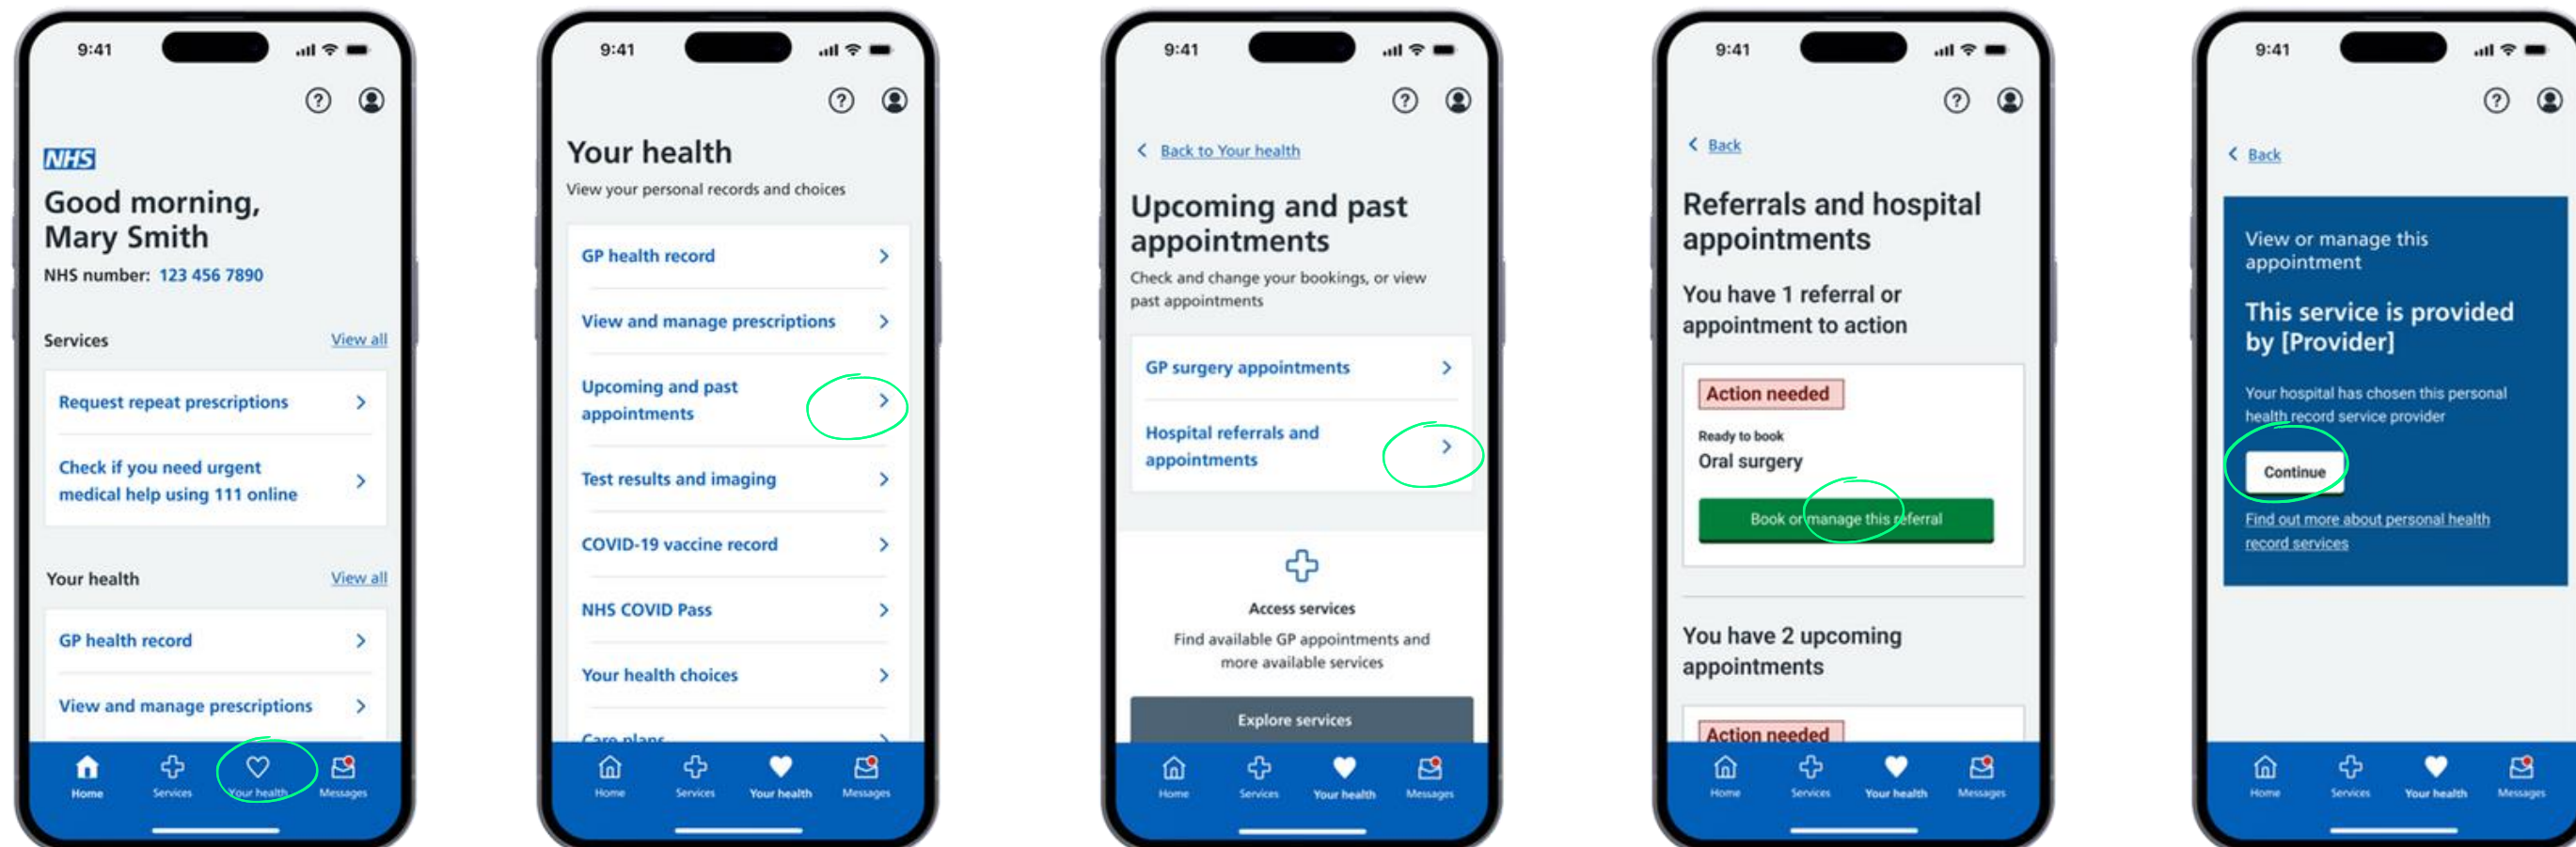 9:41
NHS
Good morning,
Mary Smith
NHS number: 123 456 7890
Services
View all
Request repeat prescriptions
Check if you need urgent
medical help using 111 online
Your health
View all
GP health record
View and manage prescriptions
Home
Services
Your health
Messages
9:41
Your health
View your personal records and choices
GP health record
View and manage prescriptions
Upcoming and past
appointments
Test results and imaging
COVID-19 vaccine record
NHS COVID Pass
Your health choices
Care plans
Home
Services
Your health
Messages
9:41
Back to Your health
Upcoming and past
appointments
Check and change your bookings, or view
past appointments
GP surgery appointments
Hospital referrals and
appointments
Access services
Find available GP appointments and
more available services
Explore services
Home
Services
Your health
Messages
9:41
Back
Referrals and hospital
appointments
You have 1 referral or
appointment to action
Action needed
Ready to book
Oral surgery
Book or manage this referral
You have 2 upcoming
appointments
Action needed
Home
Services
Your health
Messages
9:41
Back
View or manage this
appointment
This service is provided
by [Provider]
Your hospital has chosen this personal
health record service provider
Continue
Find out more about personal health
record services
Home
Services
Your health
Messages